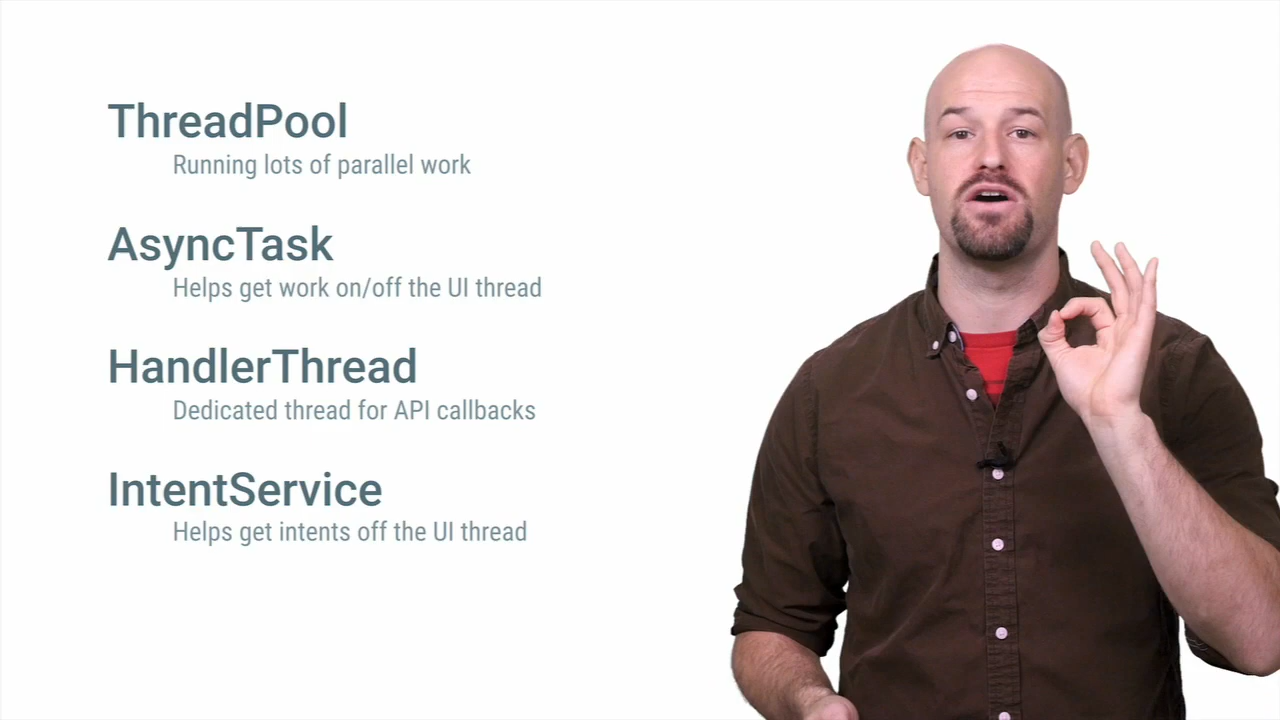 ThreadPool
Running lots of parallel work
AsyncTask
Helps get work on/off the UI thread
HandlerThread
Dedicated thread for API callbacks
IntentService
Helps get intents off the UI thread